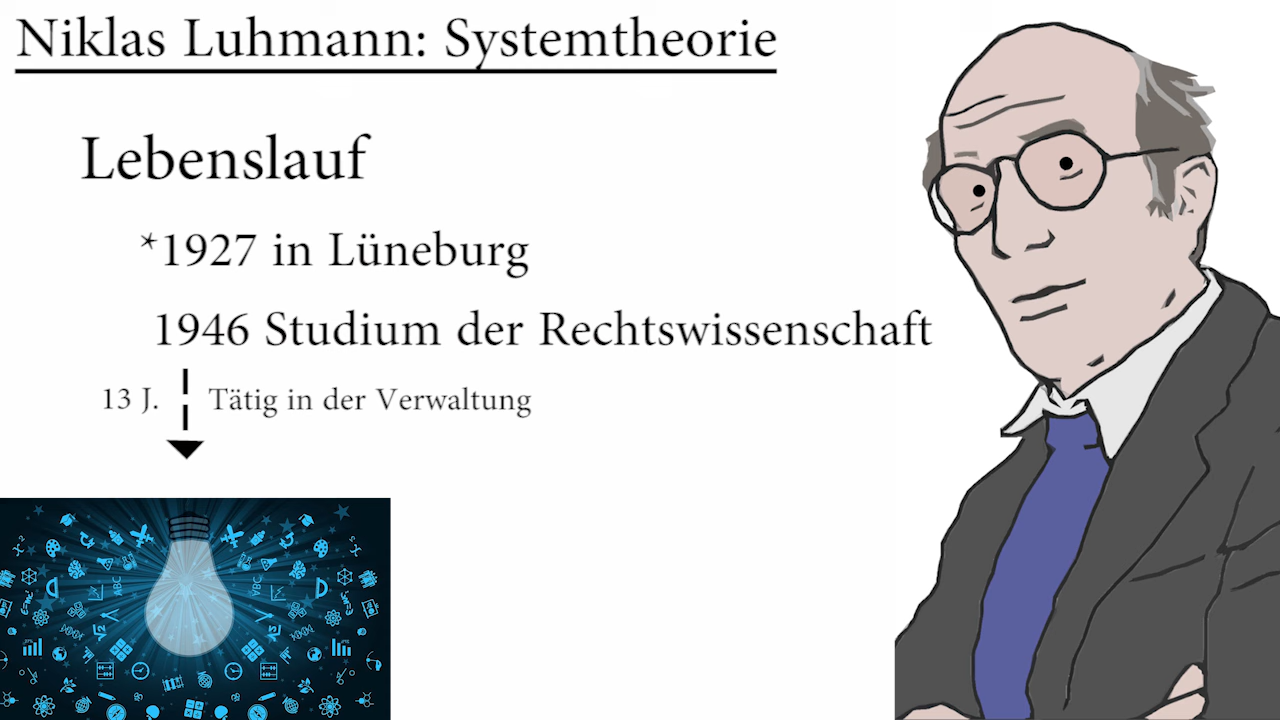 Niklas Luhmann: Systemtheorie
Lebenslauf
*1927 in Lüneburg
1946 Studium der Rechtswissenschaft
13 J. Tätig in der Verwaltung